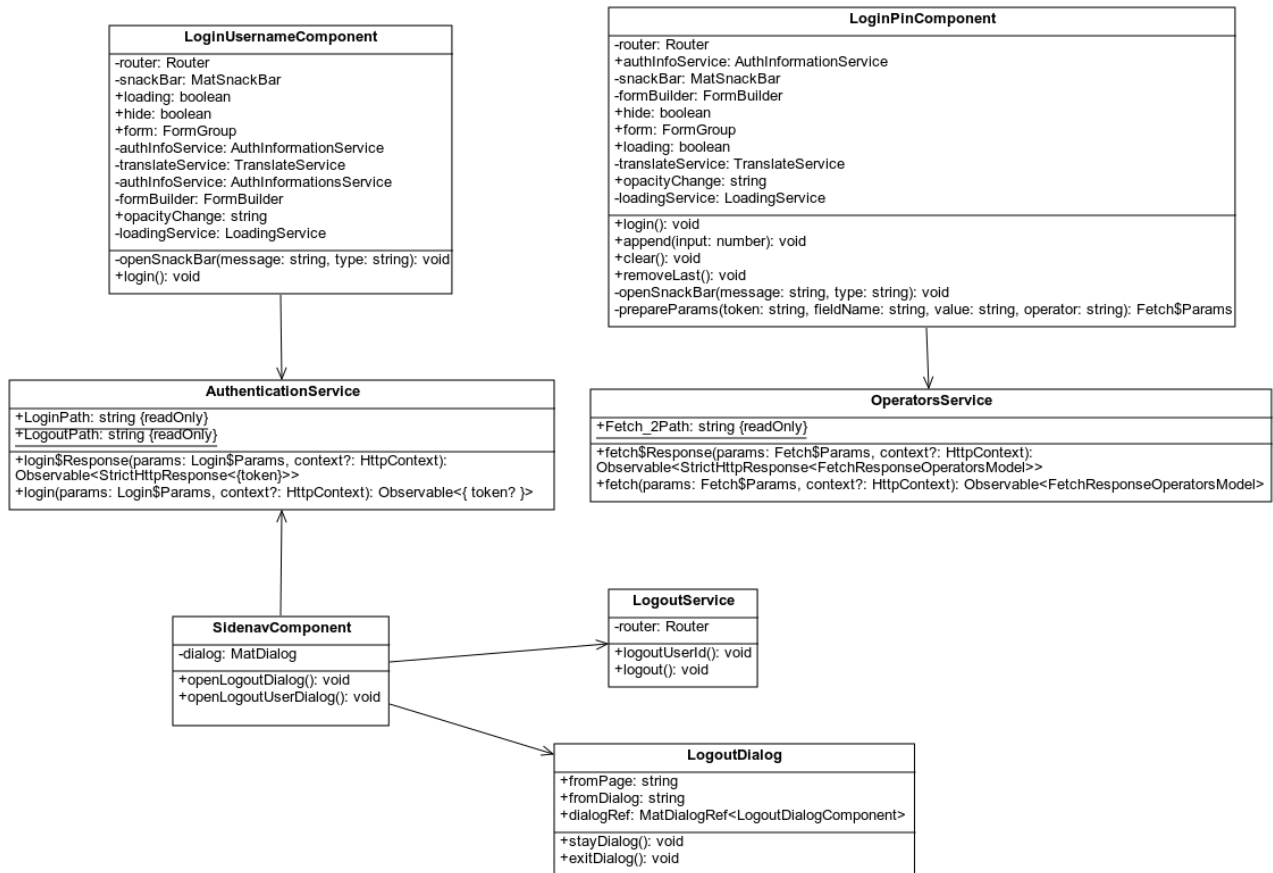 LoginUsernameComponent
-router: Router
-snackBar: MatSnackBar
+loading: boolean
+hide: boolean
+form: FormGroup
-authInfoService: AuthInformationService
-translateService: TranslateService
-authInfoService: AuthInformationsService
-formBuilder: FormBuilder
+opacityChange: string
-loadingService: LoadingService
-openSnackBar(message: string, type: string): void
+login(): void
LoginPinComponent
-router: Router
+authInfoService: AuthInformationService
-snackBar: MatSnackBar
-formBuilder: FormBuilder
+hide: boolean
+form: FormGroup
+loading: boolean
-translateService: TranslateService
+opacityChange: string
-loadingService: LoadingService
+login(): void
+append(input: number): void
+clear(): void
+removeLast(): void
-openSnackBar(message: string, type: string): void
-prepareParams(token: string, fieldName: string, value: string, operator: string): Fetch$Params
AuthenticationService
+LoginPath: string {readOnly}
+LogoutPath: string {readOnly}
+login$Response(params: Login$Params, context?: HttpContext):
Observable<StrictHttpResponse<{token}>>
+login(params: Login$Params, context?: HttpContext): Observable<{ token? }>
OperatorsService
+Fetch_2Path: string {readOnly}
+fetch$Response(params: Fetch$Params, context?: HttpContext):
Observable<StrictHttpResponse<FetchResponseOperatorsModel>>
+fetch(params: Fetch$Params, context?: HttpContext): Observable<FetchResponseOperatorsModel>
SidenavComponent
-dialog: MatDialog
+openLogoutDialog(): void
+openLogoutUserDialog(): void
LogoutService
-router: Router
+logoutUserId(): void
+logout(): void
LogoutDialog
+fromPage: string
+fromDialog: string
+dialogRef: MatDialogRef<LogoutDialogComponent>
+stayDialog(): void
+exitDialog(): void